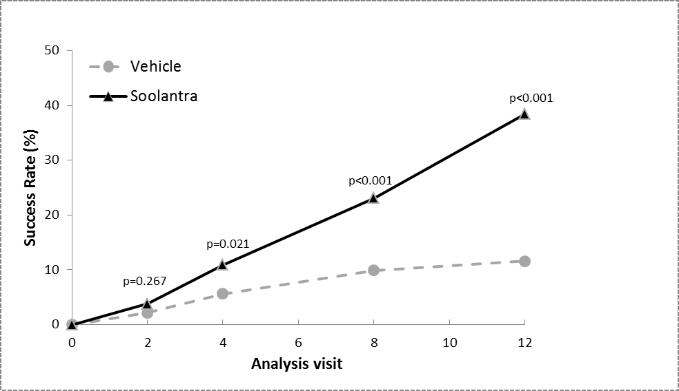 50
Vehicle
Soolantra
40
p<0.001
30
p<0.001
20
p=0.021
10
p=0.267
0
0 2 4 6 8 10 12
Success Rate (%)
Analysis visit